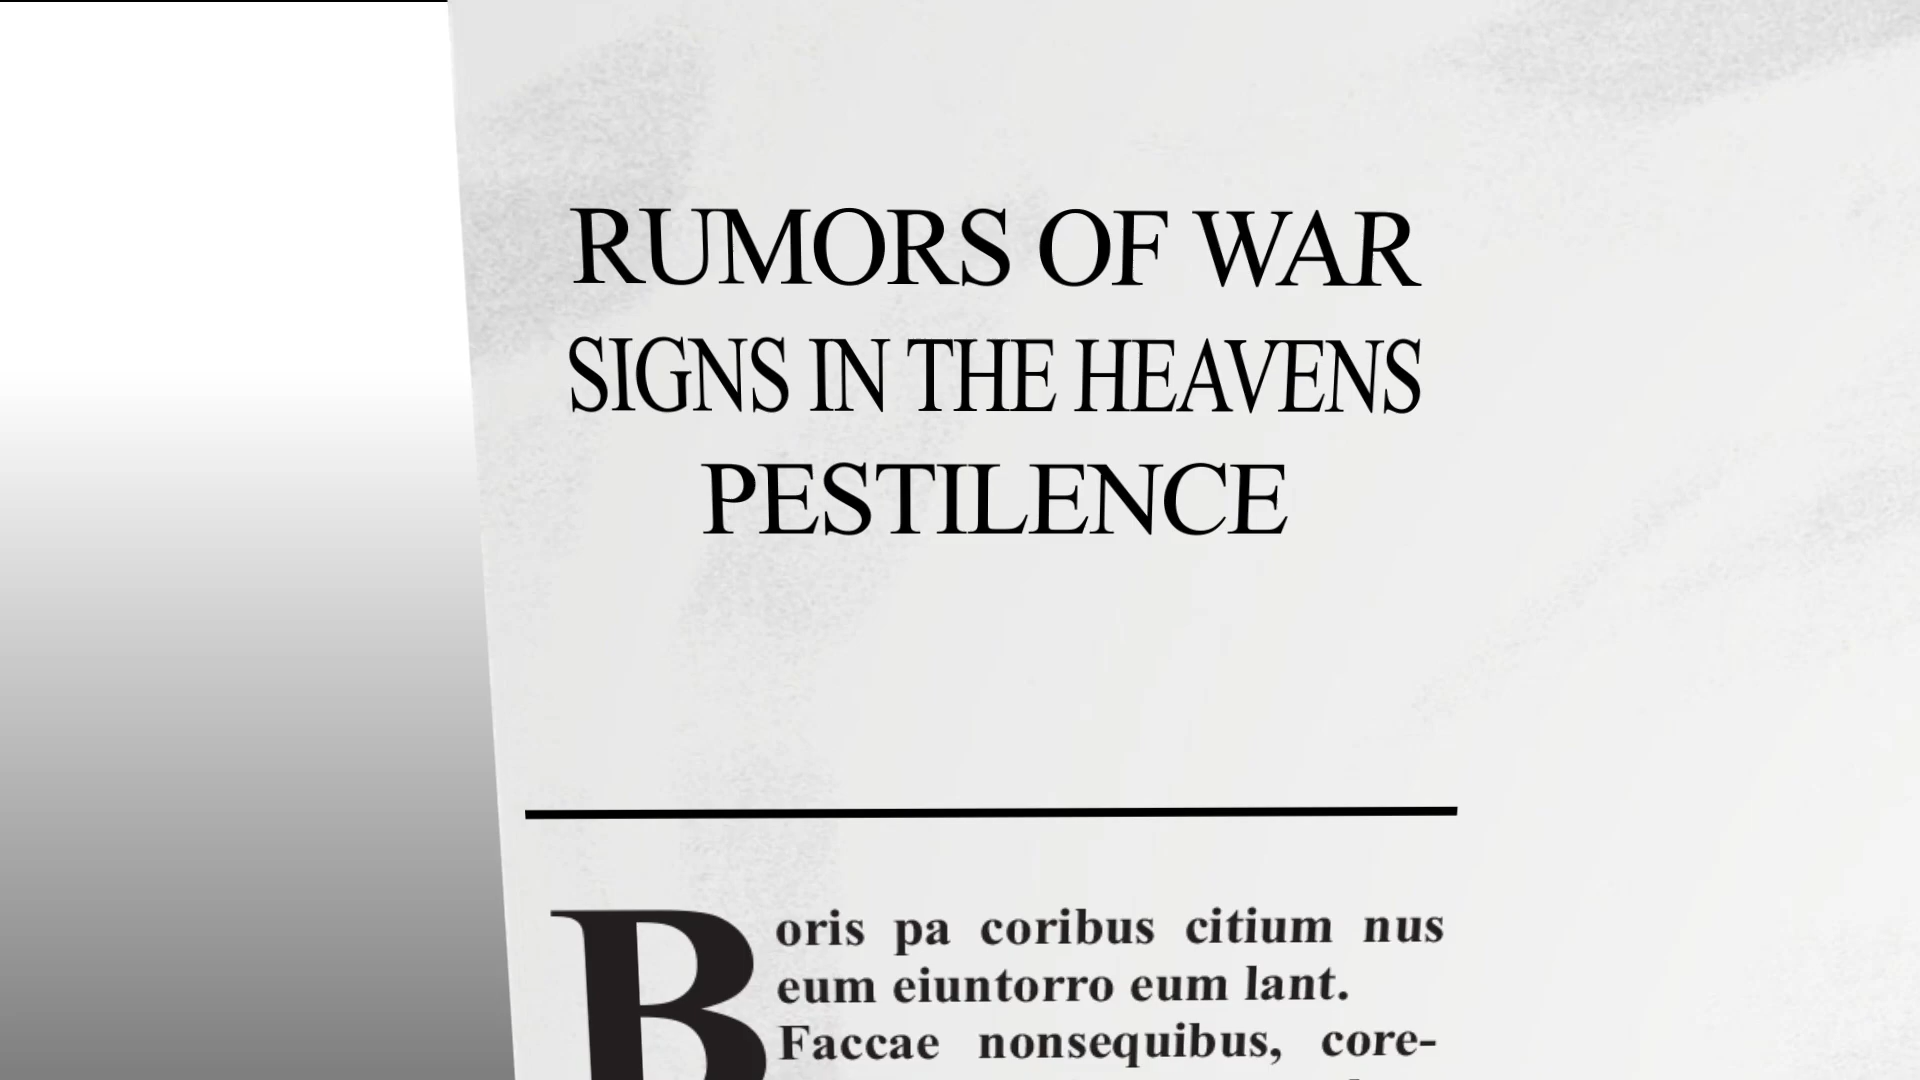 RUMORS OF WAR
SIGNS IN THE HEAVENS
PESTILENCE
Boris pa coribus citium nus
eum eiuntorro eum lant.
Faccae nonsequibus, core-